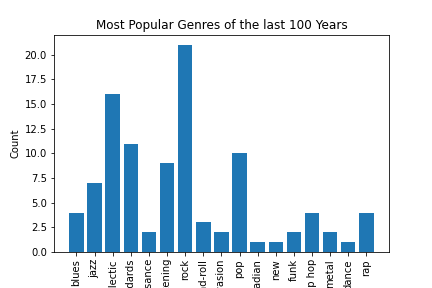 Most Popular Genres of the last 100 Years
20.0
17.5
15.0
12.5
10.0
7.5
5.0
2.5
0.0
Count
blues
jazz
lectic
dards
sance
ening
rock
d-roll
asion
pop
adian
new
funk
p hop
metal
dance
rap